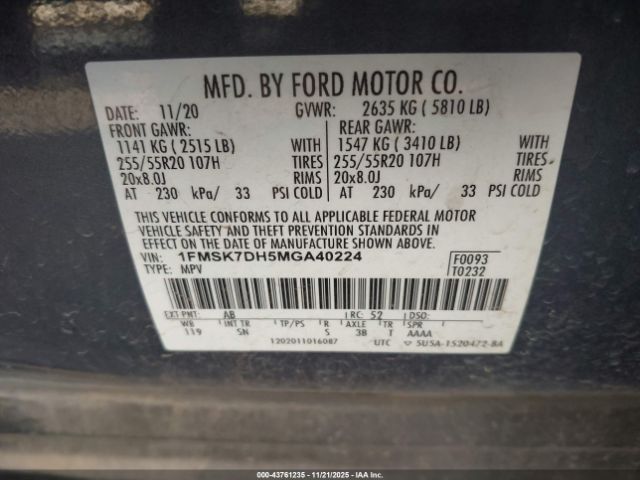 MFD. BY FORD MOTOR CO.
DATE: 11/20 GVWR: 2635 KG ( 5810 LB)
FRONT GAWR: REAR GAWR:
1141 KG ( 2515 LB) WITH 1547 KG ( 3410 LB) WITH
255/55R20 107H TIRES 255/55R20 107H TIRES
20x8.0J RIMS 20x8.0J RIMS
AT 230 kPa/ 33 PSI COLD AT 230 kPa/ 33 PSI COLD
THIS VEHICLE CONFORMS TO ALL APPLICABLE FEDERAL MOTOR
VEHICLE SAFETY AND THEFT PREVENTION STANDARDS IN
EFFECT ON THE DATE OF MANUFACTURE SHOWN ABOVE.
VIN: 1FMSK7DH5MGA40224 F0093
TYPE: MPV T0232
EXT PNT: AB RC: 52 DSO:
WB INT TR TP/PS R AXLE TR SPR
119 SN S 3B T AAAA
1202011016087 UTC ▽ 5U5A-1520472-BA
000-43761235 - 11/21/2025 - IAA Inc.